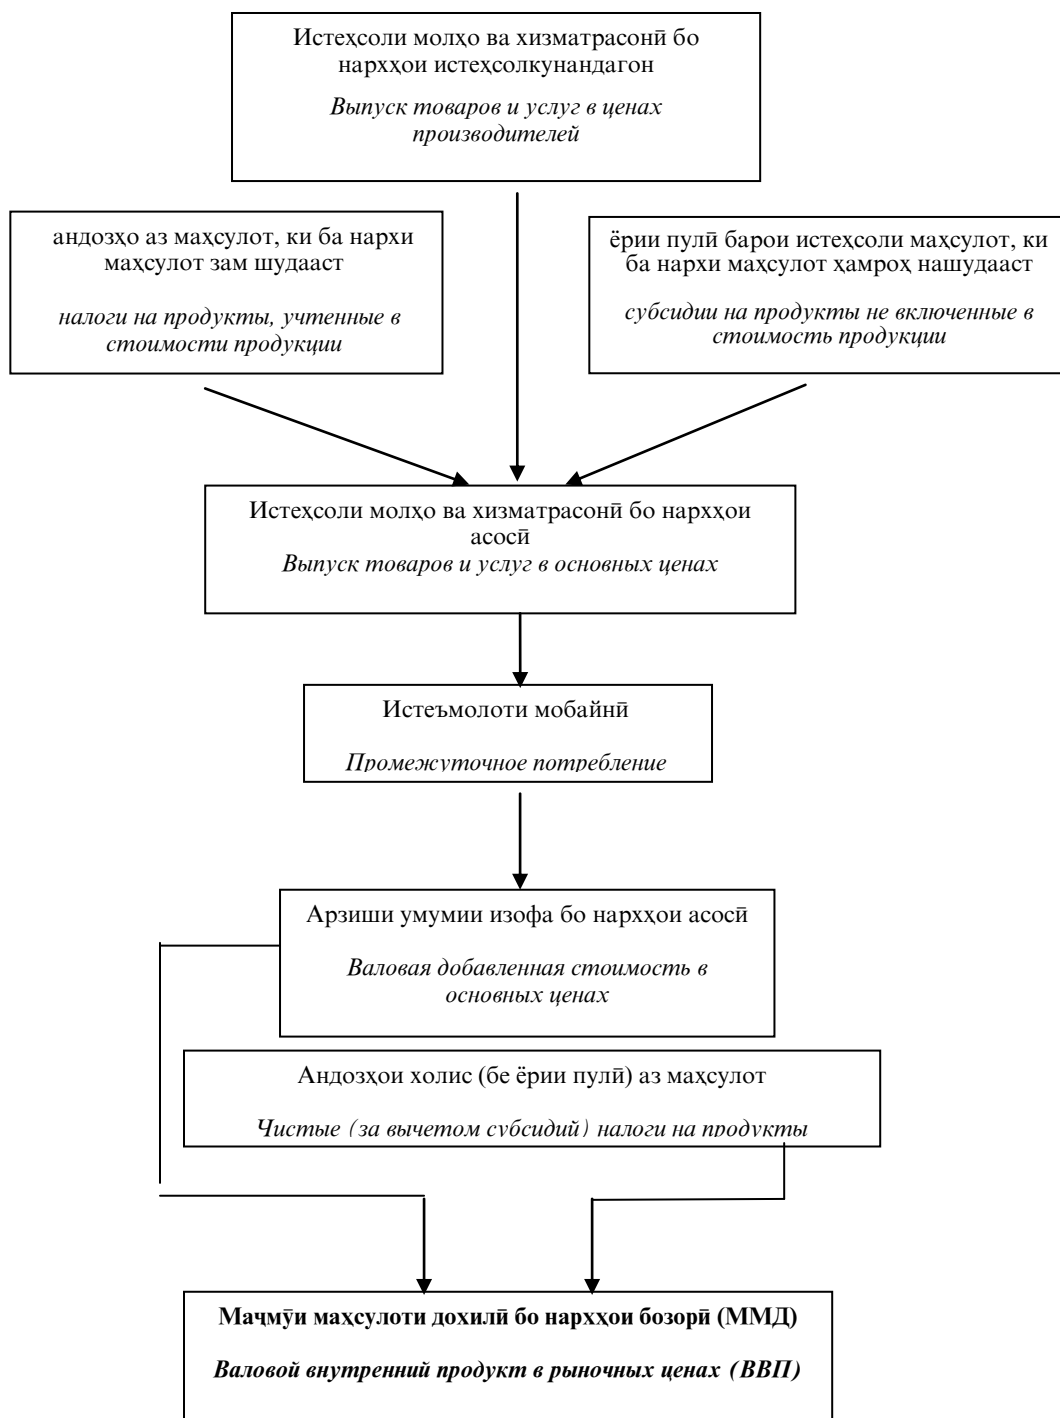 Истеҳсоли молҳо ва хизматрасонӣ бо
нархҳои истеҳсолкунандагон
Выпуск товаров и услуг в ценах
производителей
андозҳо аз маҳсулот, ки ба нархи
маҳсулот зам шудааст
налоги на продукты, учтенные в
стоимости продукции
ёрии пулӣ барои истеҳсоли маҳсулот, ки
ба нархи маҳсулот ҳамроҳ нашудааст
субсидии на продукты не включенные в
стоимость продукции
Истеҳсоли молҳо ва хизматрасонӣ бо нархҳои
асосӣ
Выпуск товаров и услуг в основных ценах
Истеъмолоти мобайнӣ
Промежуточное потребление
Арзиши умумии изофа бо нархҳои асосӣ
Валовая добавленная стоимость в
основных ценах
Андозҳои холис (бе ёрии пулӣ) аз маҳсулот
Чистые (за вычетом субсидий) налоги на продукты
Маҷмӯи маҳсулоти дохилӣ бо нархҳои бозорӣ (ММД)
Валовой внутренний продукт в рыночных ценах (ВВП)